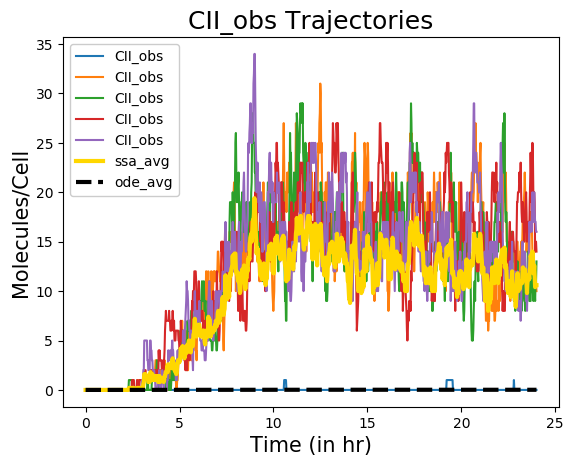 CII_obs Trajectories
Molecules/Cell
35
30
25
20
15
10
5
0
CII_obs
CII_obs
CII_obs
CII_obs
CII_obs
ssa_avg
ode_avg
0 5 10 15 20 25
Time (in hr)